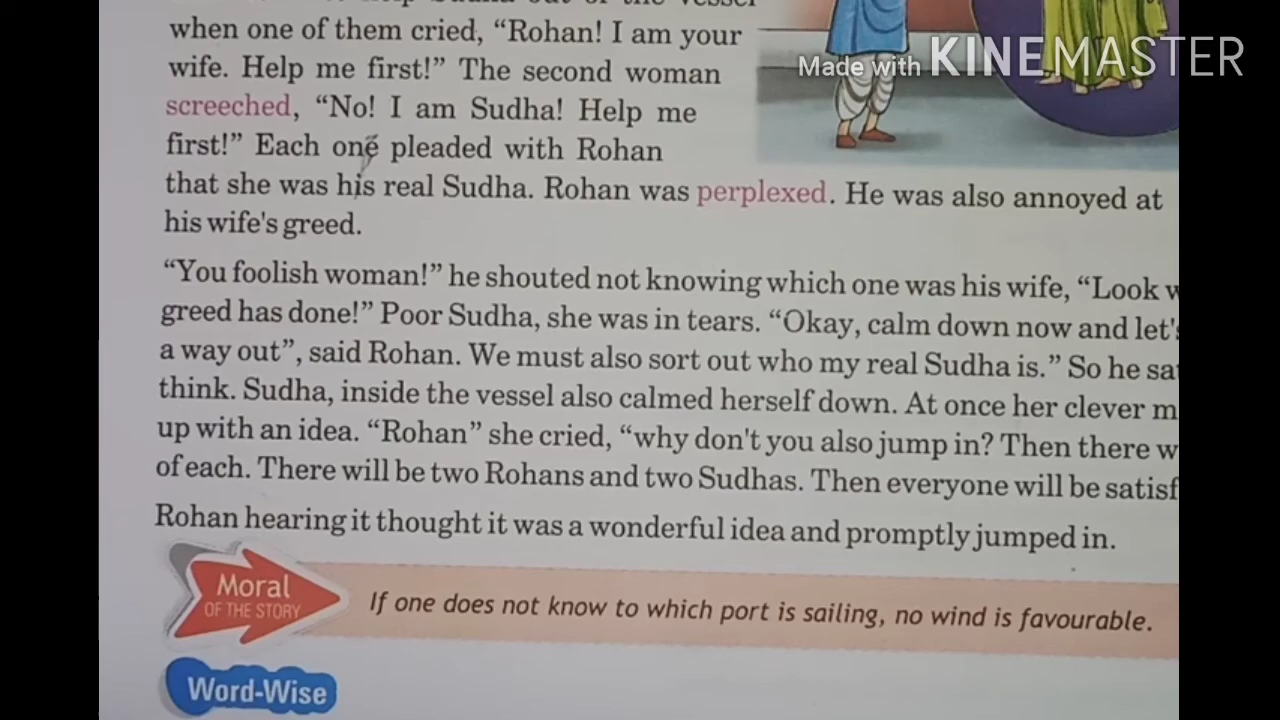 when one of them cried, “Rohan! I am your
wife. Help me first!” The second woman
screeched, “No! I am Sudha! Help me
first!” Each one pleaded with Rohan
that she was his real Sudha. Rohan was perplexed. He was also annoyed at
his wife's greed.
“You foolish woman!” he shouted not knowing which one was his wife, “Look
greed has done!” Poor Sudha, she was in tears. “Okay, calm down now and let's
a way out”, said Rohan. We must also sort out who my real Sudha is.” So he
think. Sudha, inside the vessel also calmed herself down. At once her clever
up with an idea. “Rohan” she cried, “why don't you also jump in? Then there
of each. There will be two Rohans and two Sudhas. Then everyone will be
Rohan hearing it thought it was a wonderful idea and promptly jumped in.
Moral
OF THE STORY
If one does not know to which port is sailing, no wind is favourable.
Word-Wise
Made with KINEMASTER